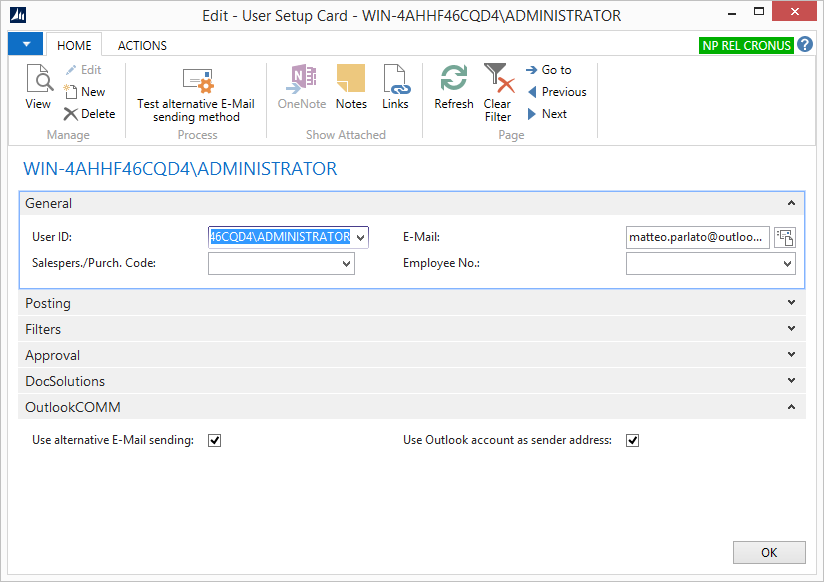 Edit - User Setup Card - WIN-4AHHF46CQD4\ADMINISTRATOR
HOME ACTIONS NP REL CRONUS ?
View Edit New Delete
Test alternative E-Mail
sending method
OneNote Notes Links
Refresh Clear
Filter
Go to
Previous
Next
Manage Process Show Attached Page
WIN-4AHHF46CQD4\ADMINISTRATOR
General
User ID: 46CQD4\ADMINISTRATOR E-Mail: matteo.parlato@outloo...
Salespers./Purch. Code: Employee No.:
Posting
Filters
Approval
DocSolutions
OutlookCOMM
Use alternative E-Mail sending: Use Outlook account as sender address:
OK